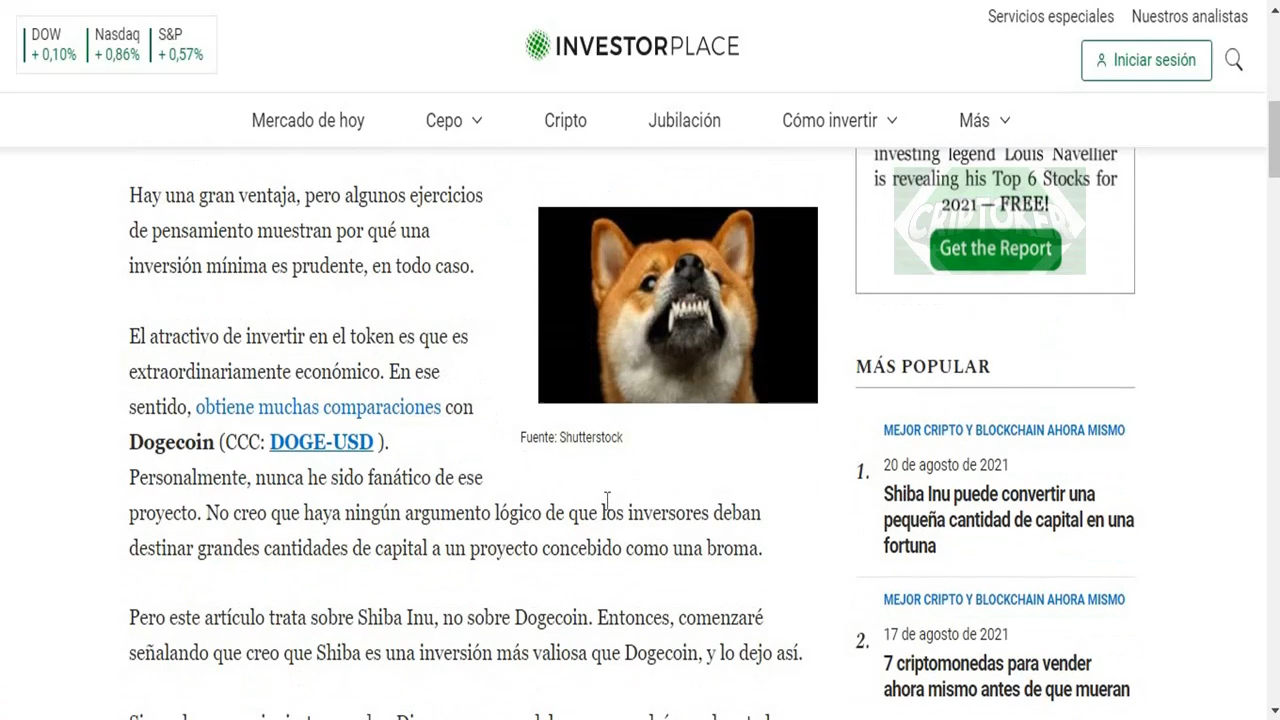 DOW
+ 0,10%
Nasdaq
+ 0,86%
S&P
+ 0,57%
INVESTORPLACE
Servicios especiales
Nuestros analistas
Iniciar sesión
Mercado de hoy
Cepo
Cripto
Jubilación
Cómo invertir
Más
Hay una gran ventaja, pero algunos ejercicios
de pensamiento muestran por qué una
inversión mínima es prudente, en todo caso.
El atractivo de invertir en el token es que es
extraordinariamente económico. En ese
sentido, obtiene muchas comparaciones con
Dogecoin (CCC: DOGE-USD ).
Personalmente, nunca he sido fanático de ese
proyecto. No creo que haya ningún argumento lógico de que los inversores deban
destinar grandes cantidades de capital a un proyecto concebido como una broma.
Fuente: Shutterstock
Pero este artículo trata sobre Shiba Inu, no sobre Dogecoin. Entonces, comenzaré
señalando que creo que Shiba es una inversión más valiosa que Dogecoin, y lo dejo así.
investing legend Louis Navellier
is revealing his Top 6 Stocks for
2021 — FREE!
CRIPTOKER
Get the Report
MÁS POPULAR
MEJOR CRIPTO Y BLOCKCHAIN AHORA MISMO
1.
20 de agosto de 2021
Shiba Inu puede convertir una
pequeña cantidad de capital en una
fortuna
MEJOR CRIPTO Y BLOCKCHAIN AHORA MISMO
2.
17 de agosto de 2021
7 criptomonedas para vender
ahora mismo antes de que mueran